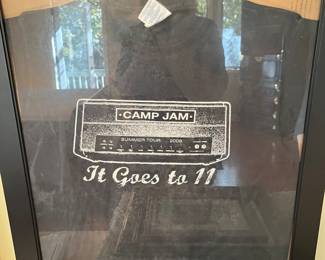 ·CAMP JAM·
SUMMER TOUR 2008
It Goes to 11